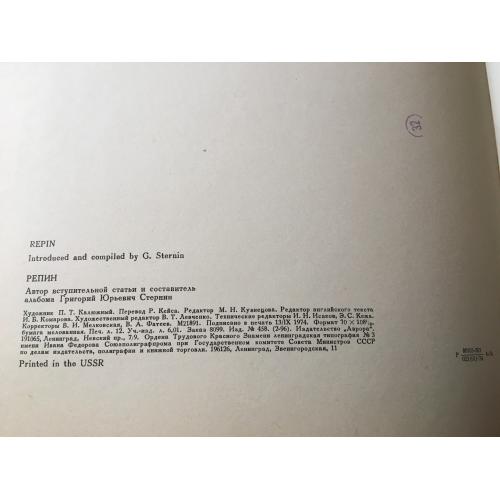 32
REPIN
Introduced and compiled by G. Sternin
РЕПИН
Автор вступительной статьи и составитель
альбома Григорий Юрьевич Стернин
Художник П. Т. Калюжный. Перевод Р. Кейса. Редактор М. Н. Кузнецова. Редактор английского текста
И. Б. Комарова. Художественный редактор В. Т. Левченко. Технические редакторы И. Н. Исаков, Э. С. Кекк.
Корректоры В. И. Мелковская, В. А. Фатеев. М21891. Подписано в печать 13/IX 1974. Формат 70 × 108
бумага мелованная. Печ. л. 12. Уч.-изд. л. 6,01. Заказ 8099. Изд. № 458. (2-96). Издательство „Аврора".
191065, Ленинград, Невский пр., 7/9. Ордена Трудового Красного Знамени ленинградская типография № 3
имени Ивана Федорова Союзполиграфпрома при Государственном комитете Совета Министров СССР
по делам издательств, полиграфии и книжной торговли. 196126, Ленинград, Звенигородская, 11
Printed in the USSR
Р